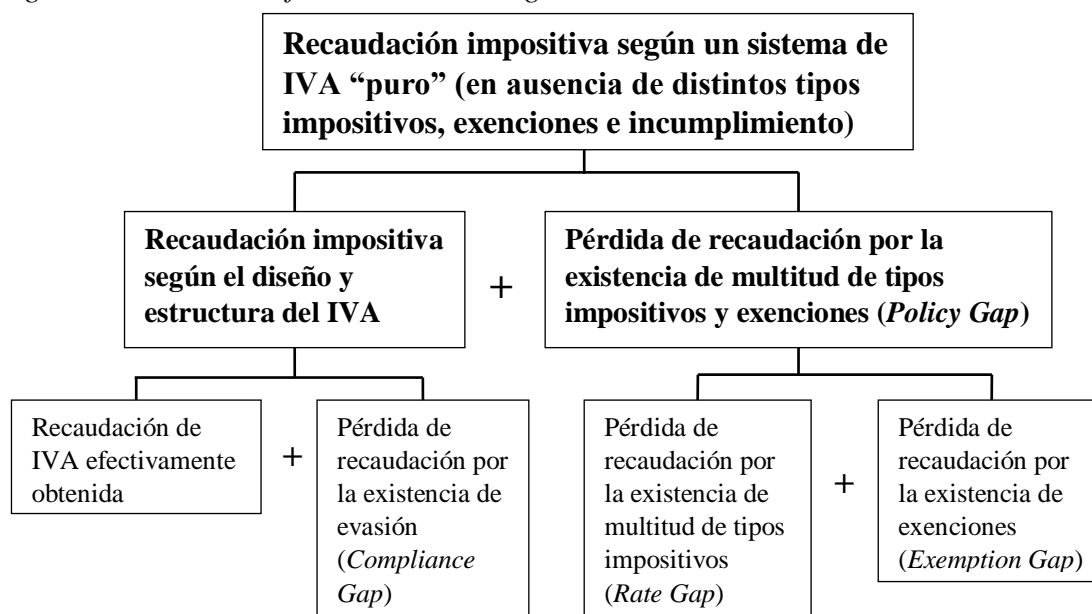 Recaudación impositiva según un sistema de
IVA “puro” (en ausencia de distintos tipos
impositivos, exenciones e incumplimiento)
Recaudación impositiva
según el diseño y
estructura del IVA
+
Pérdida de recaudación por la
existencia de multitud de tipos
impositivos y exenciones (Policy Gap)
Recaudación de
IVA efectivamente
obtenida
+
Pérdida de
recaudación por
la existencia de
evasión
(Compliance
Gap)
Pérdida de
recaudación por
la existencia de
multitud de tipos
impositivos
(Rate Gap)
+
Pérdida de
recaudación por
la existencia de
exenciones
(Exemption Gap)